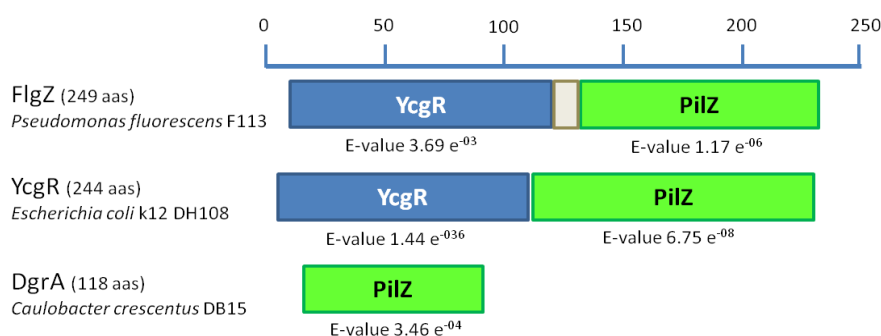 0 50 100 150 200 250
FlgZ (249 aas)
Pseudomonas fluorescens F113
YcgR PilZ
E-value 3.69 e-03 E-value 1.17 e-06
YcgR (244 aas)
Escherichia coli k12 DH108
YcgR PilZ
E-value 1.44 e-036 E-value 6.75 e-08
DgrA (118 aas)
Caulobacter crescentus DB15
PilZ
E-value 3.46 e-04